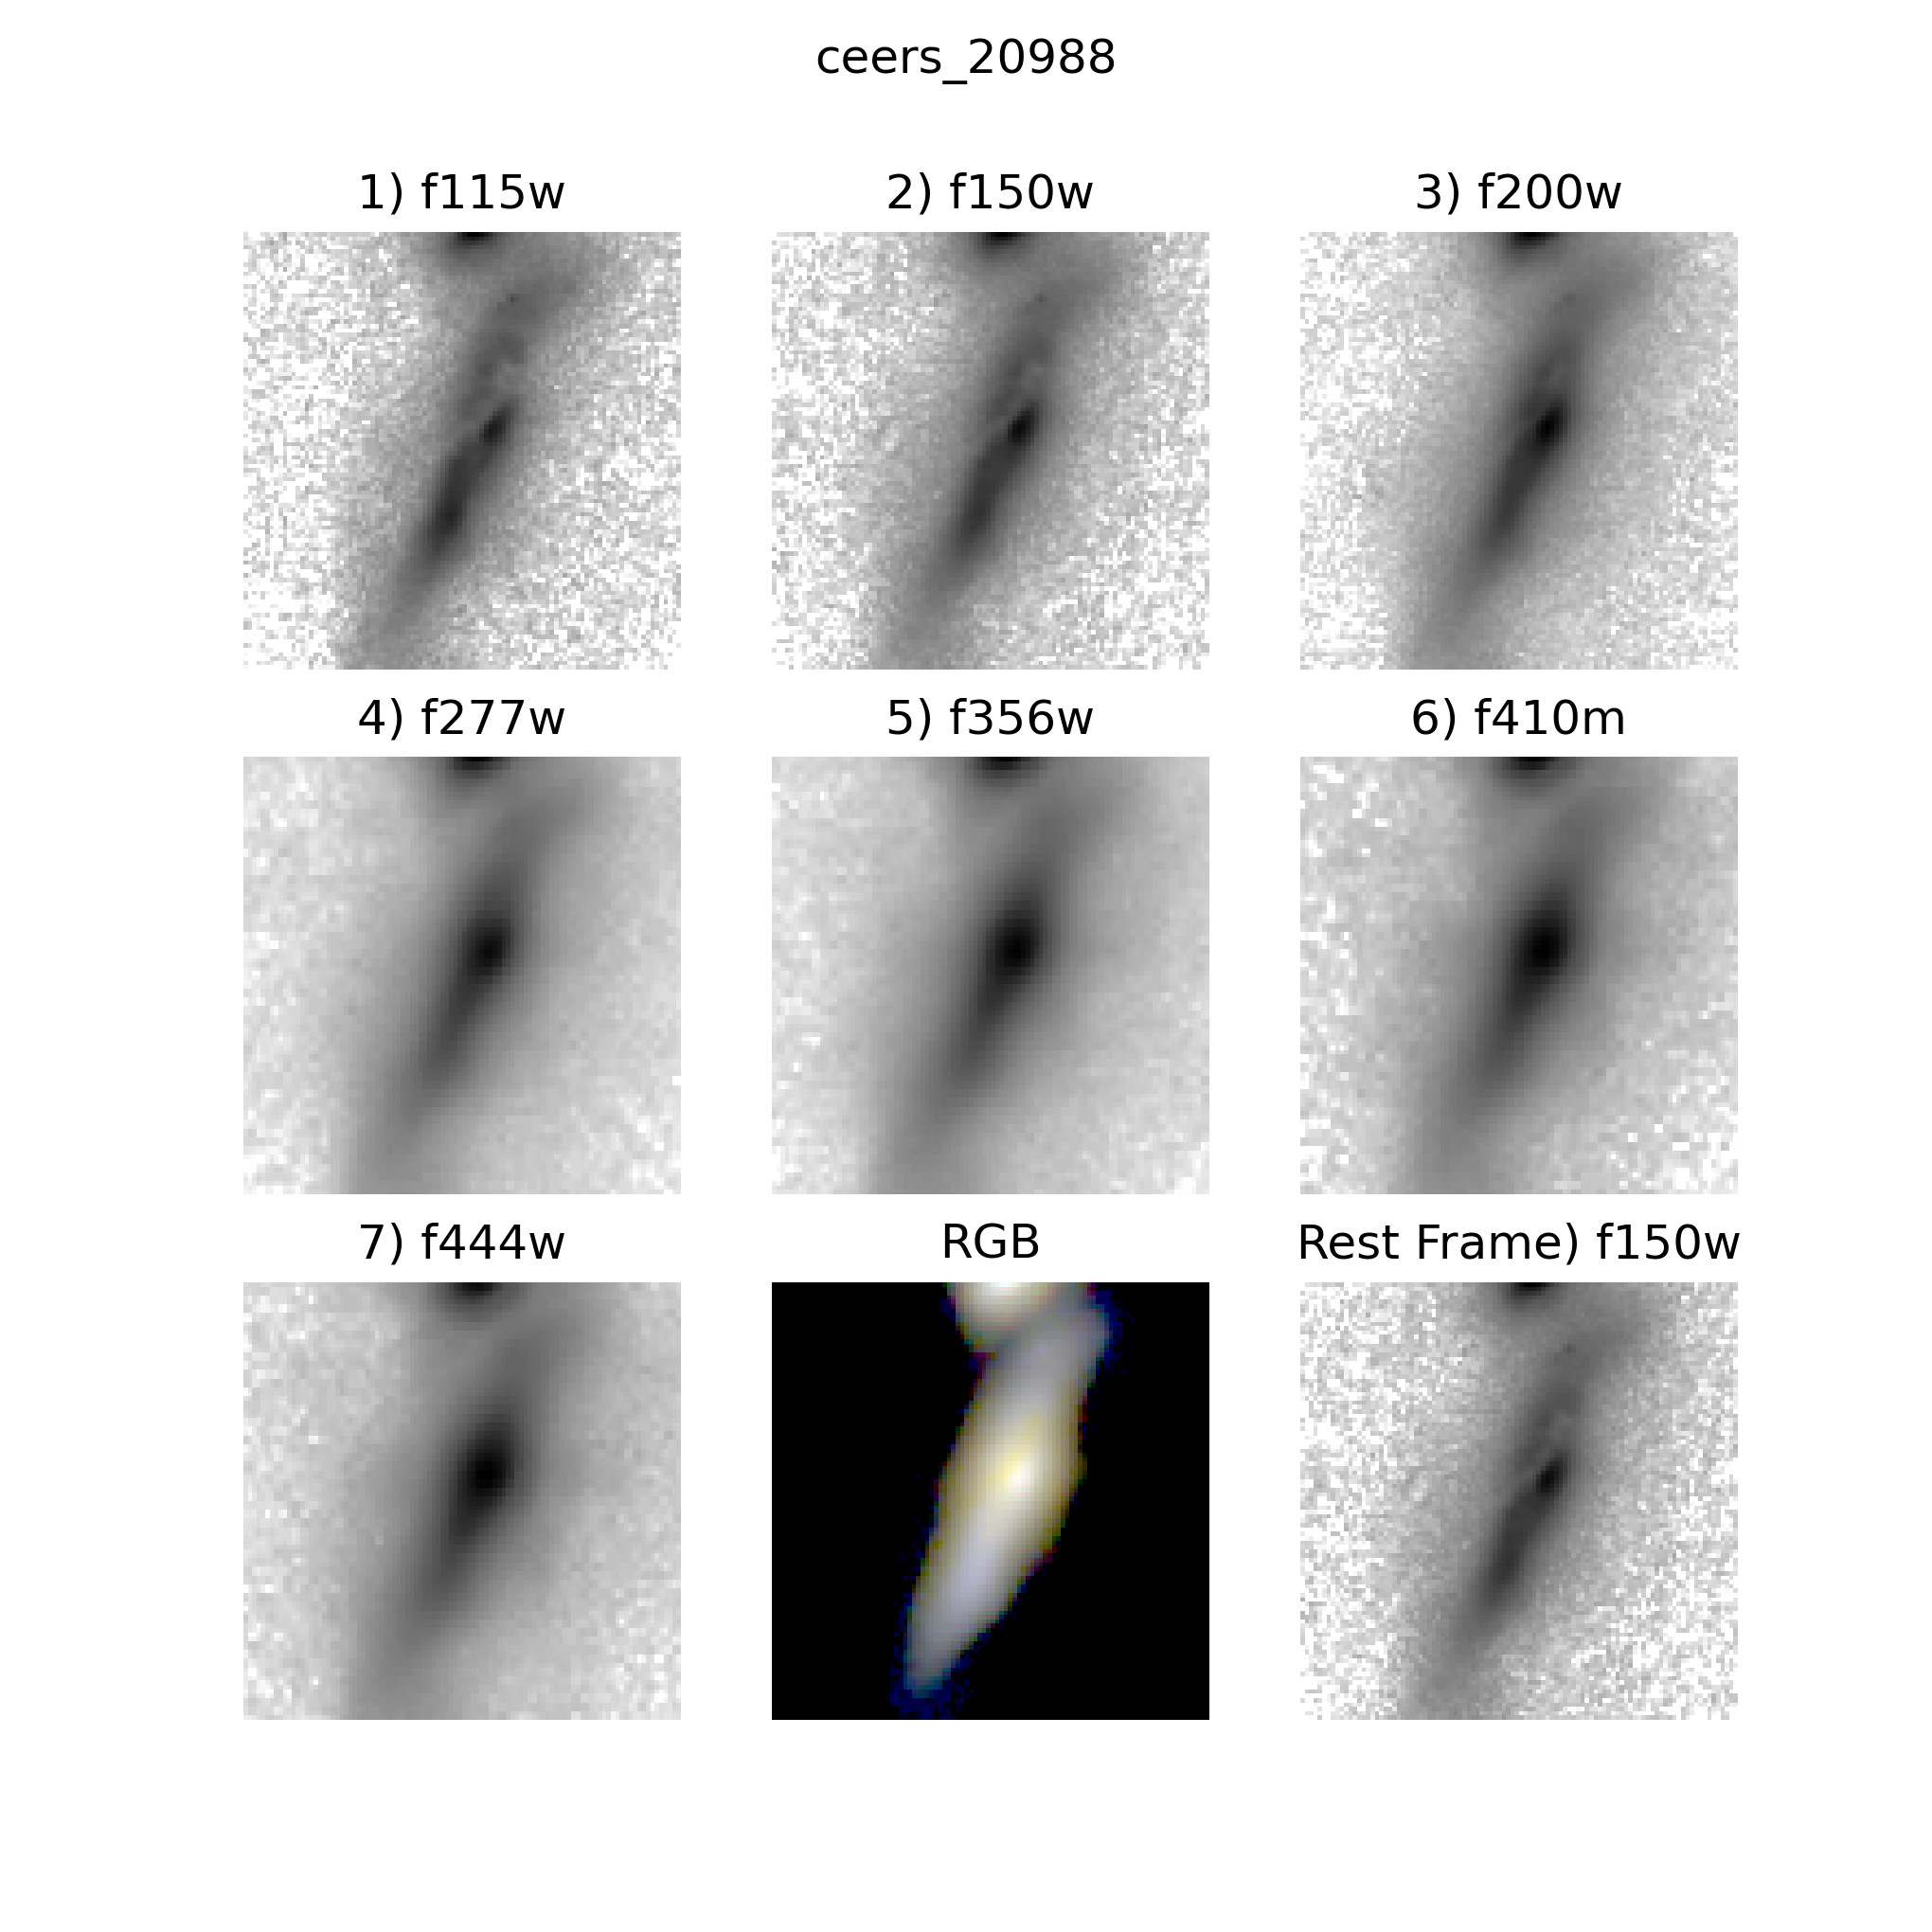 ceers_20988
1) f115w
2) f150w
3) f200w
4) f277w
5) f356w
6) f410m
7) f444w
RGB
Rest Frame) f150w